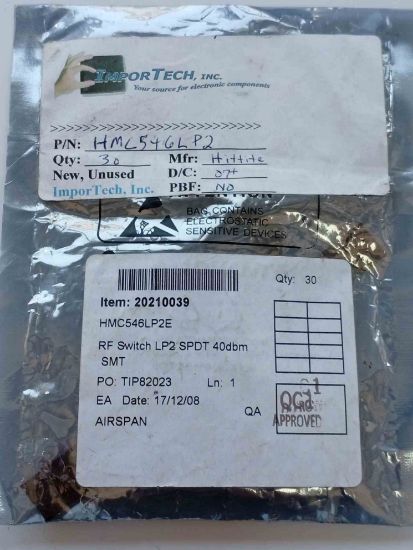 IMPORTECH, INC.
Your source for electronic components
>>>>>>>>>>>>>>>>>>>>>>>>>>>>>
P/N: HMC546LP2
Qty: 30 Mfr: Hittite
New, Unused D/C: 07+
ImporTech, Inc. PBF: NO
ATTENTION
BAG CONTAINS
ELECTROSTATIC
SENSITIVE DEVICES
Qty: 30
Item: 20210039
HMC546LP2E
RF Switch LP2 SPDT 40dbm
SMT
PO: TIP82023 Ln: 1
EA Date: 17/12/08 QA
AIRSPAN
APPROVED